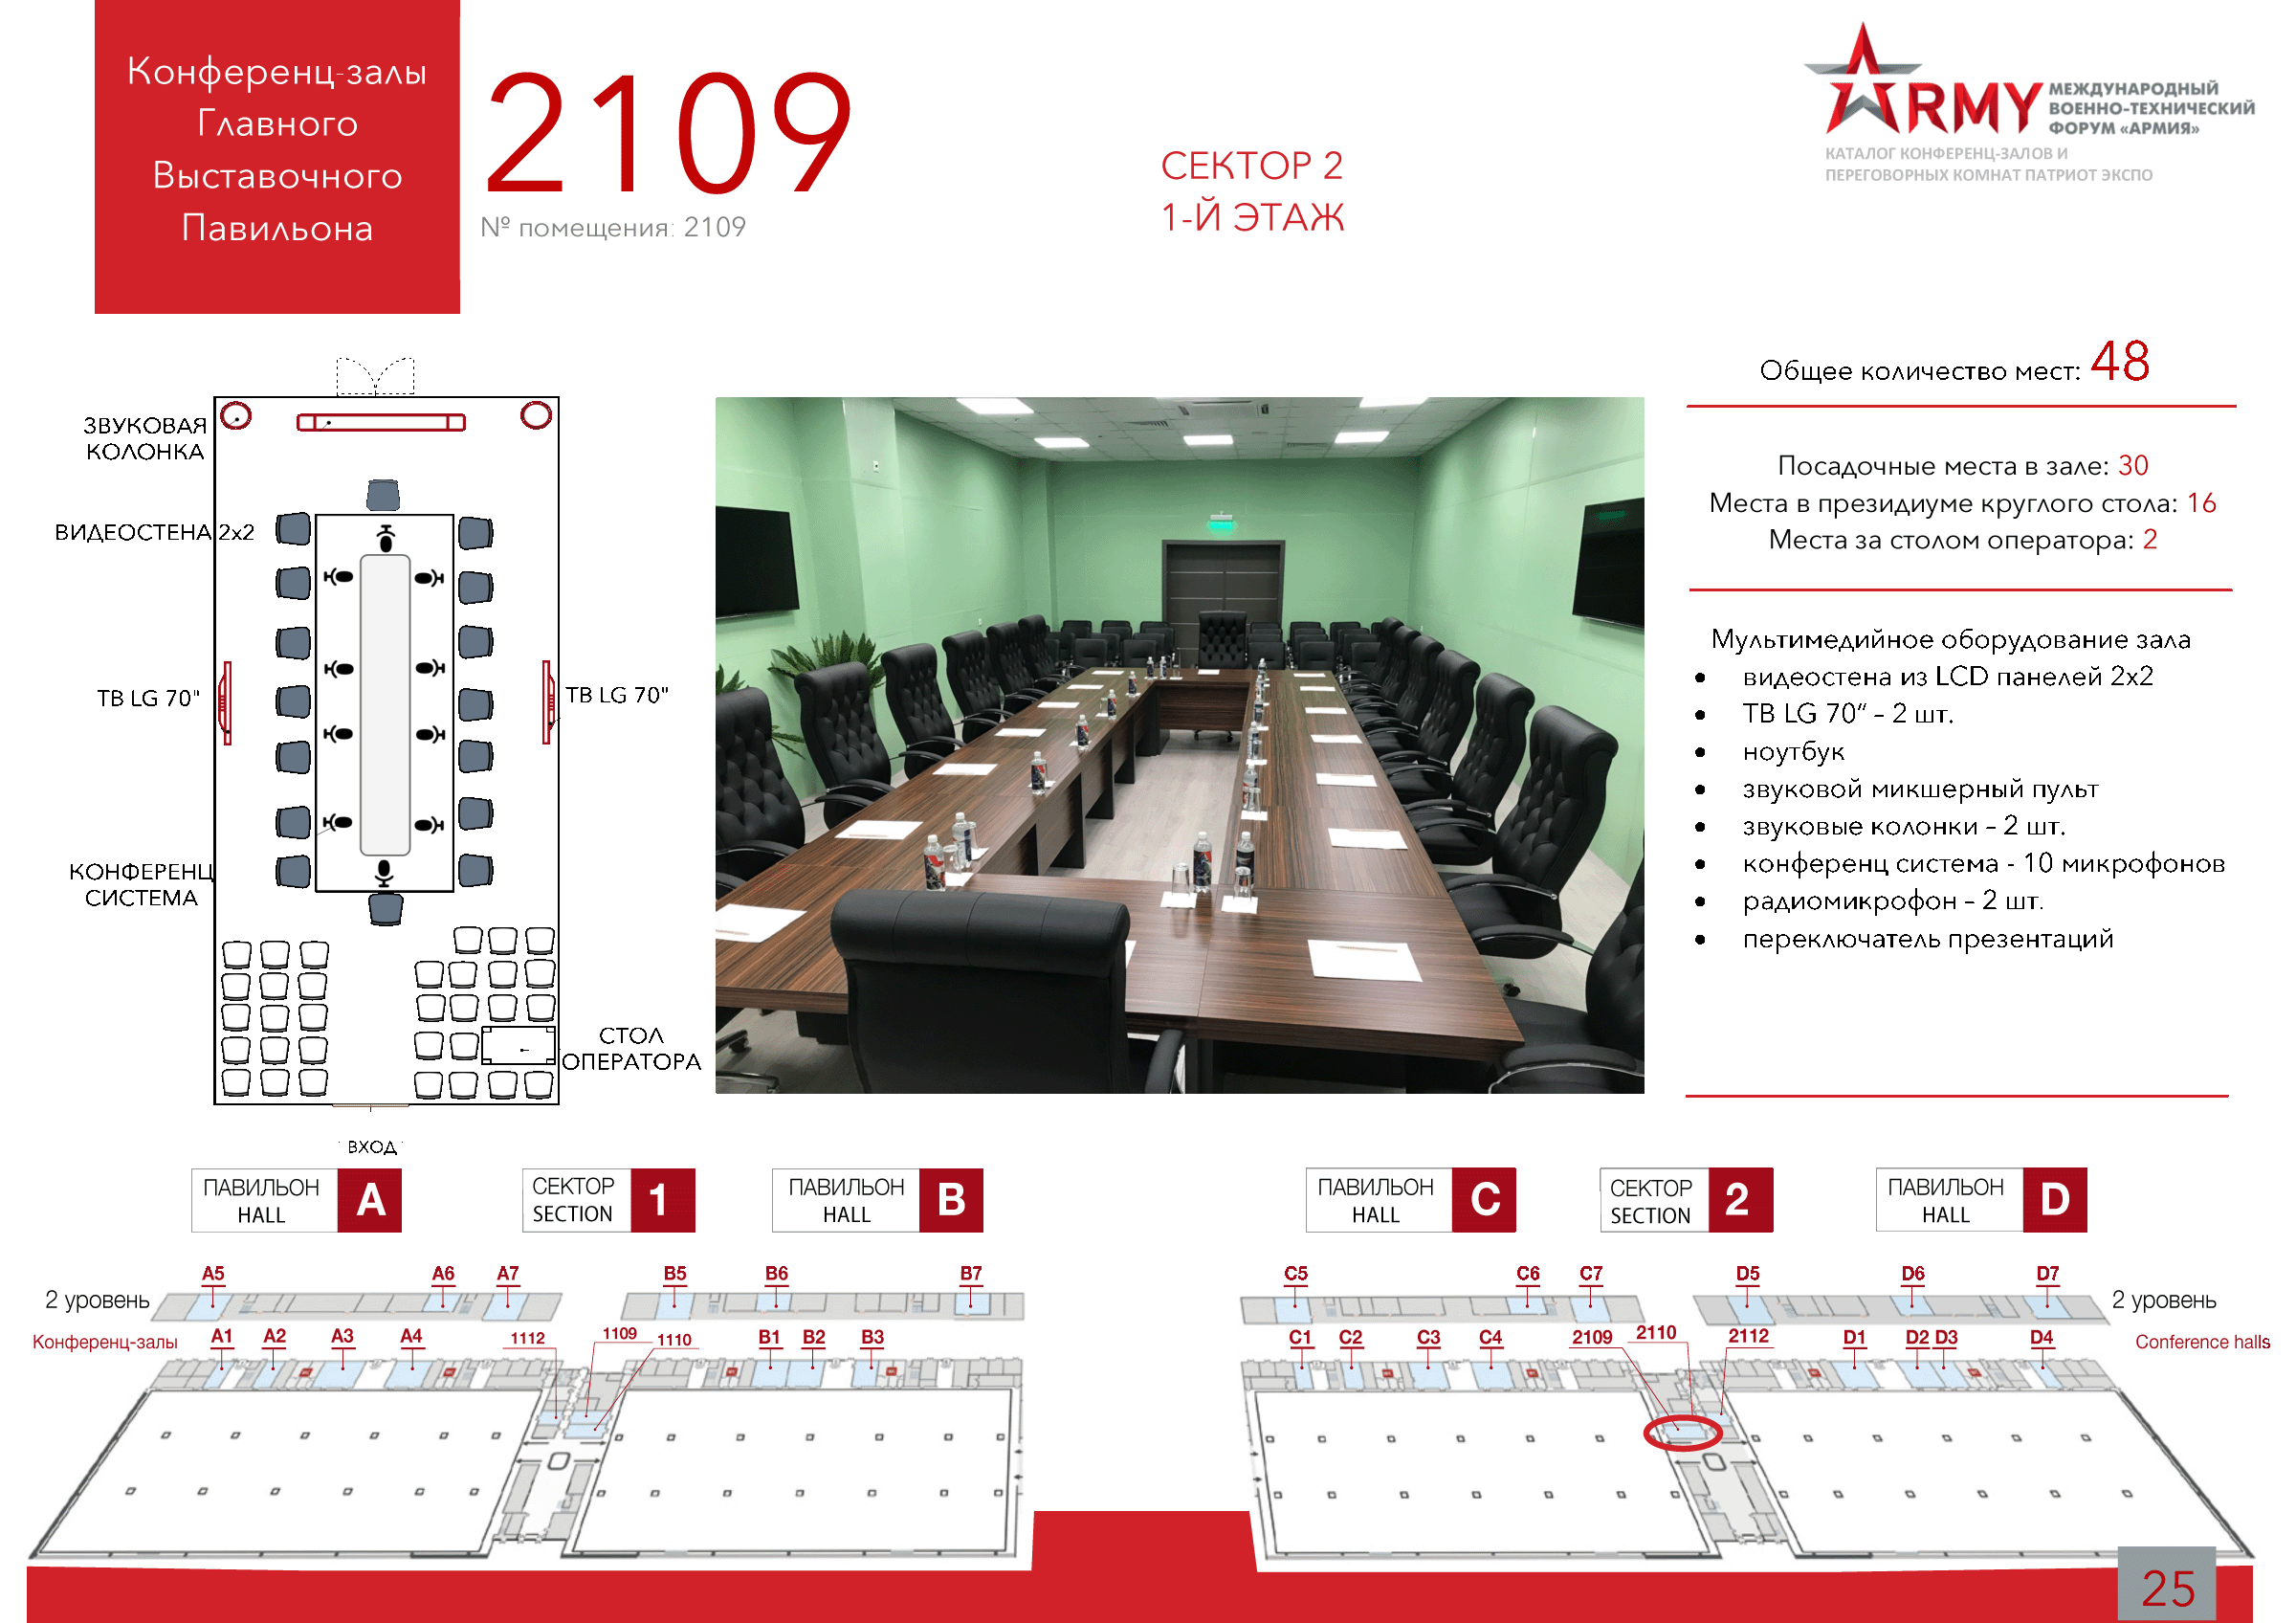 Конференц-залы
Главного
Выставочного
Павильона
2109
№ помещения: 2109
СЕКТОР 2
1-Й ЭТАЖ
ARMY
МЕЖДУНАРОДНЫЙ
ВОЕННО-ТЕХНИЧЕСКИЙ
ФОРУМ «АРМИЯ»
КАТАЛОГ КОНФЕРЕНЦ-ЗАЛОВ И
ПЕРЕГОВОРНЫХ КОМНАТ ПАТРИОТ ЭКСПО
ЗВУКОВАЯ
КОЛОНКА
ВИДЕОСТЕНА 2х2
ТВ LG 70"
ТВ LG 70"
КОНФЕРЕНЦ
СИСТЕМА
СТОЛ
ОПЕРАТОРА
ВХОД
Общее количество мест: 48
Посадочные места в зале: 30
Места в президиуме круглого стола: 16
Места за столом оператора: 2
Мультимедийное оборудование зала
• видеостена из LCD панелей 2х2
• ТВ LG 70” – 2 шт.
• ноутбук
• звуковой микшерный пульт
• звуковые колонки – 2 шт.
• конференц система - 10 микрофонов
• радиомикрофон – 2 шт.
• переключатель презентаций
ПАВИЛЬОН
HALL
A
СЕКТОР
SECTION
1
ПАВИЛЬОН
HALL
B
ПАВИЛЬОН
HALL
C
СЕКТОР
SECTION
2
ПАВИЛЬОН
HALL
D
A5 A6 A7 B5 B6 B7 C5 C6 C7 D5 D6 D7
2 уровень
2 уровень
Конференц-залы
A1 A2 A3 A4 1112 1109 1110 B1 B2 B3 C1 C2 C3 C4 2109 2110 2112 D1 D2 D3 D4
Conference halls
25